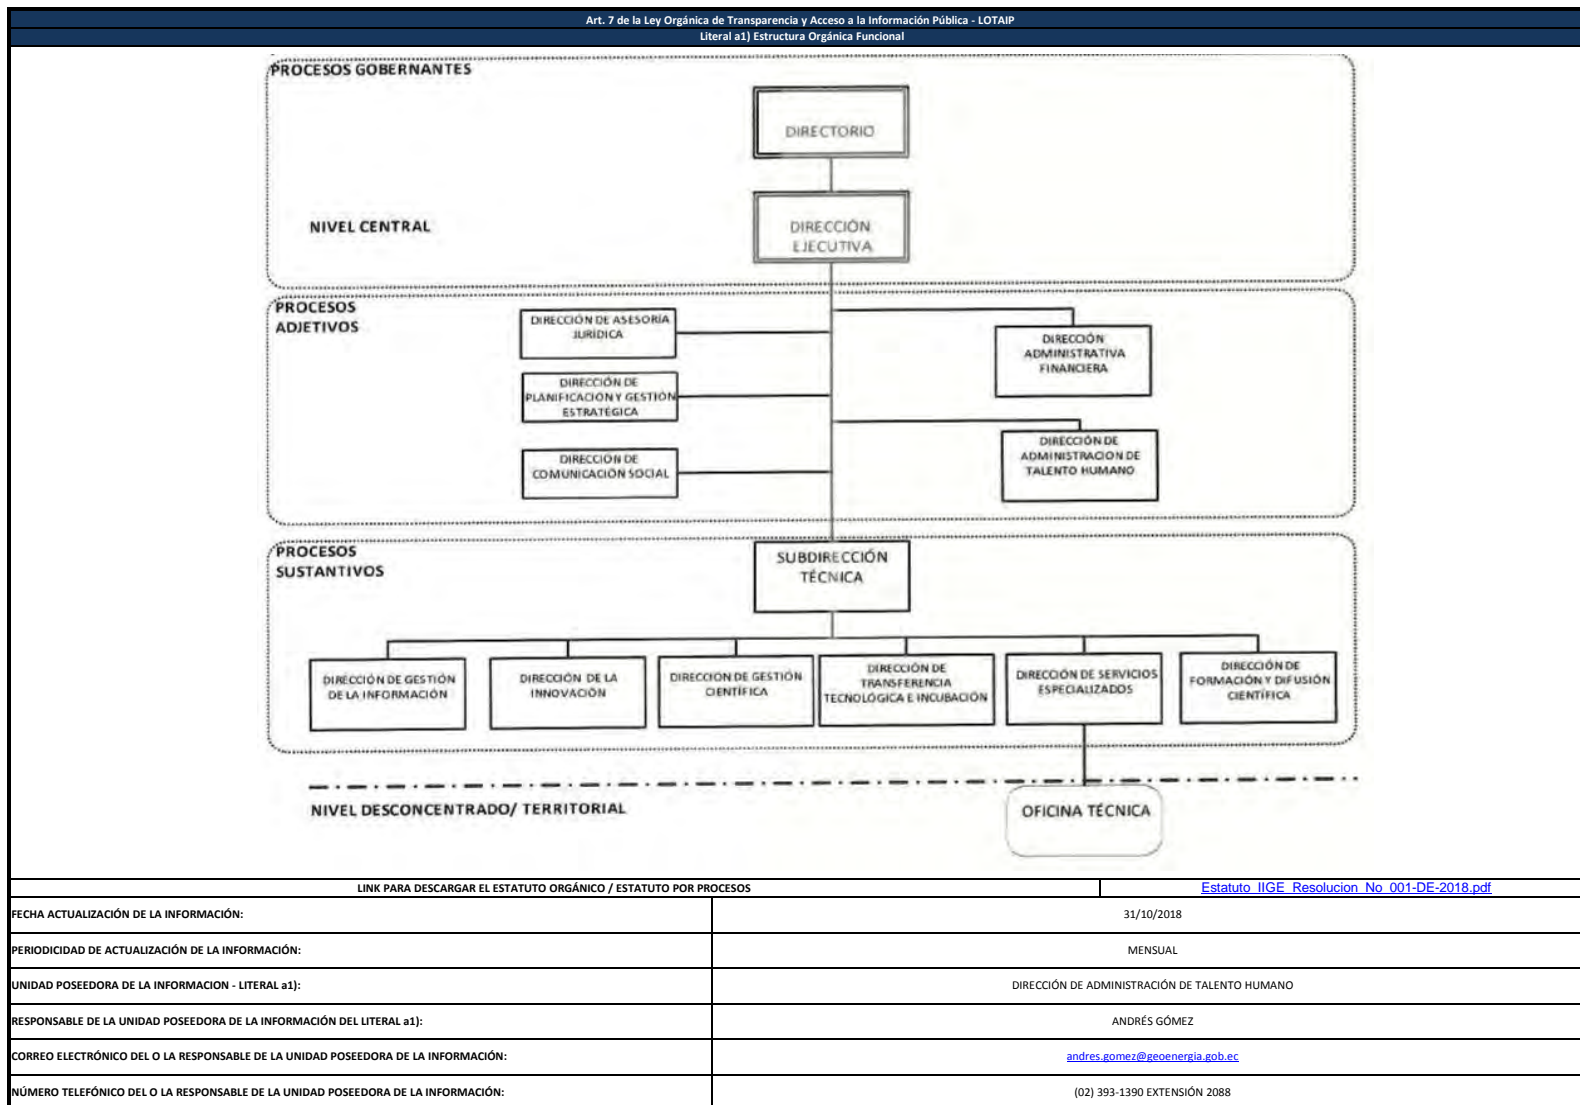 Art. 7 de la Ley Orgánica de Transparencia y Acceso a la Información Pública - LOTAIP
Literal a1) Estructura Orgánica Funcional
PROCESOS GOBERNANTES
DIRECTORIO
NIVEL CENTRAL
DIRECCIÓN
EJECUTIVA
PROCESOS
ADJETIVOS
DIRECCIÓN DE ASESORÍA
JURÍDICA
DIRECCIÓN
ADMINISTRATIVA
FINANCIERA
DIRECCIÓN DE
PLANIFICACIÓN Y GESTIÓN
ESTRATÉGICA
DIRECCIÓN DE
ADMINISTRACION DE
TALENTO HUMANO
DIRECCIÓN DE
COMUNICACIÓN SOCIAL
PROCESOS
SUSTANTIVOS
SUBDIRECCIÓN
TÉCNICA
DIRECCIÓN DE GESTIÓN
DE LA INFORMACIÓN
DIRECCIÓN DE LA
INNOVACIÓN
DIRECCIÓN DE GESTIÓN
CIENTÍFICA
DIRECCIÓN DE
TRANSFERENCIA
TECNOLÓGICA E INCUBACIÓN
DIRECCIÓN DE SERVICIOS
ESPECIALIZADOS
DIRECCIÓN DE
FORMACIÓN Y DIFUSIÓN
CIENTÍFICA
NIVEL DESCONCENTRADO/ TERRITORIAL
OFICINA TÉCNICA
LINK PARA DESCARGAR EL ESTATUTO ORGÁNICO / ESTATUTO POR PROCESOS
Estatuto_IIGE_Resolucion_No_001-DE-2018.pdf
FECHA ACTUALIZACIÓN DE LA INFORMACIÓN:
31/10/2018
PERIODICIDAD DE ACTUALIZACIÓN DE LA INFORMACIÓN:
MENSUAL
UNIDAD POSEEDORA DE LA INFORMACION - LITERAL a1):
DIRECCIÓN DE ADMINISTRACIÓN DE TALENTO HUMANO
RESPONSABLE DE LA UNIDAD POSEEDORA DE LA INFORMACIÓN DEL LITERAL a1):
ANDRÉS GÓMEZ
CORREO ELECTRÓNICO DEL O LA RESPONSABLE DE LA UNIDAD POSEEDORA DE LA INFORMACIÓN:
andres.gomez@geoenergia.gob.ec
NÚMERO TELEFÓNICO DEL O LA RESPONSABLE DE LA UNIDAD POSEEDORA DE LA INFORMACIÓN:
(02) 393-1390 EXTENSIÓN 2088